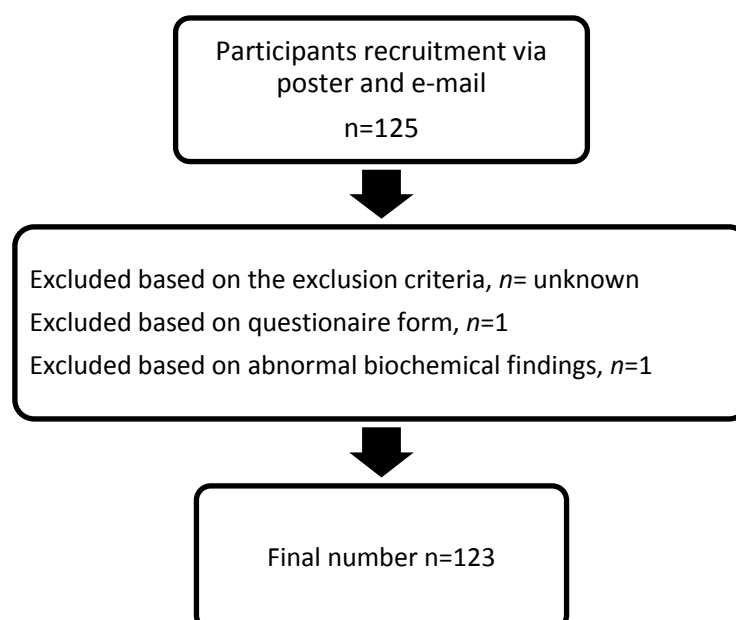 Participants recruitment via
poster and e-mail
n=125
Excluded based on the exclusion criteria, n= unknown
Excluded based on questionaire form, n=1
Excluded based on abnormal biochemical findings, n=1
Final number n=123